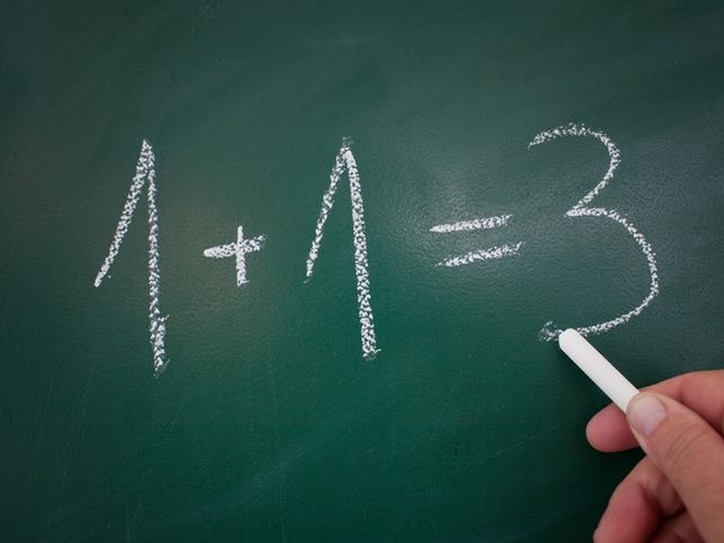 1 + 1 = 3